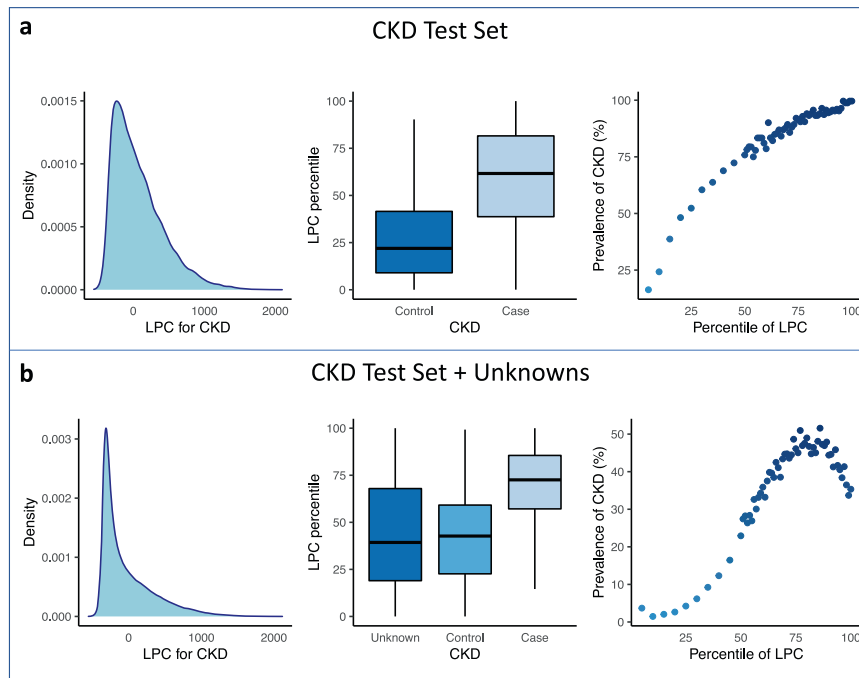 a
CKD Test Set
0.0015
0.0010
0.0005
0.0000
Density
0 1000 2000
LPC for CKD
100
75
50
25
0
LPC percentile
Control Case
CKD
100
75
50
25
Prevalence of CKD (%)
25 50 75 100
Percentile of LPC
b
CKD Test Set + Unknowns
0.003
0.002
0.001
0.000
Density
0 1000 2000
LPC for CKD
100
75
50
25
0
LPC percentile
Unknown Control Case
CKD
50
40
30
20
10
0
Prevalence of CKD (%)
25 50 75 100
Percentile of LPC